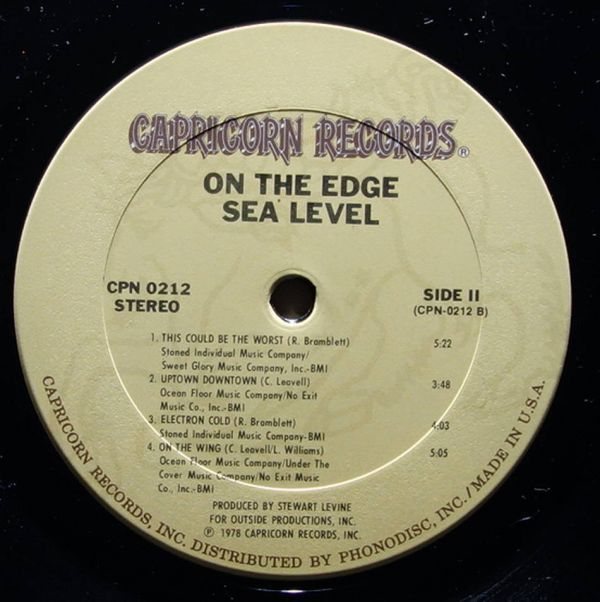 CAPRICORN RECORDS®
ON THE EDGE
SEA LEVEL
CPN 0212
STEREO
SIDE II
(CPN-0212 B)
1. THIS COULD BE THE WORST (R. Bramblett) 5:22
Stoned Individual Music Company/
Sweet Glory Music Company, Inc.-BMI
2. UPTOWN DOWNTOWN (C. Leavell) 3:48
Ocean Floor Music Company/No Exit
Music Co., Inc.-BMI
3. ELECTRON COLD (R. Bramblett) 4:03
Stoned Individual Music Company-BMI
4. ON THE WING (C. Leavell/L. Williams) 5:05
Ocean Floor Music Company/Under The
Cover Music Company/No Exit Music
Co., Inc.-BMI
PRODUCED BY STEWART LEVINE
FOR OUTSIDE PRODUCTIONS, INC.
℗ 1978 CAPRICORN RECORDS, INC.
CAPRICORN RECORDS, INC. DISTRIBUTED BY PHONODISC, INC./MADE IN U.S.A.